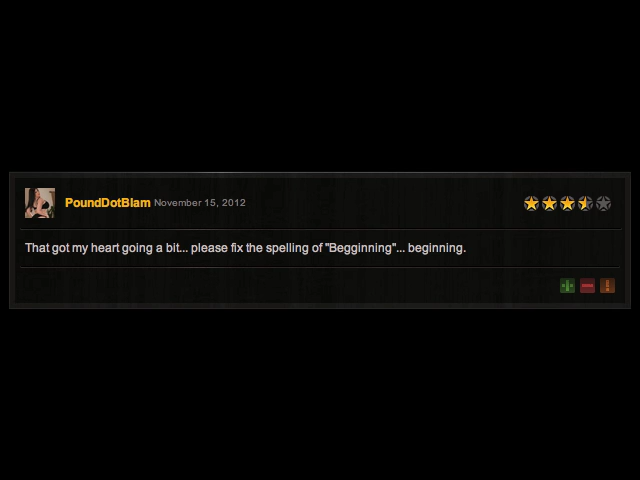 PoundDotBlam November 15, 2012
That got my heart going a bit... please fix the spelling of "Begginning"... beginning.